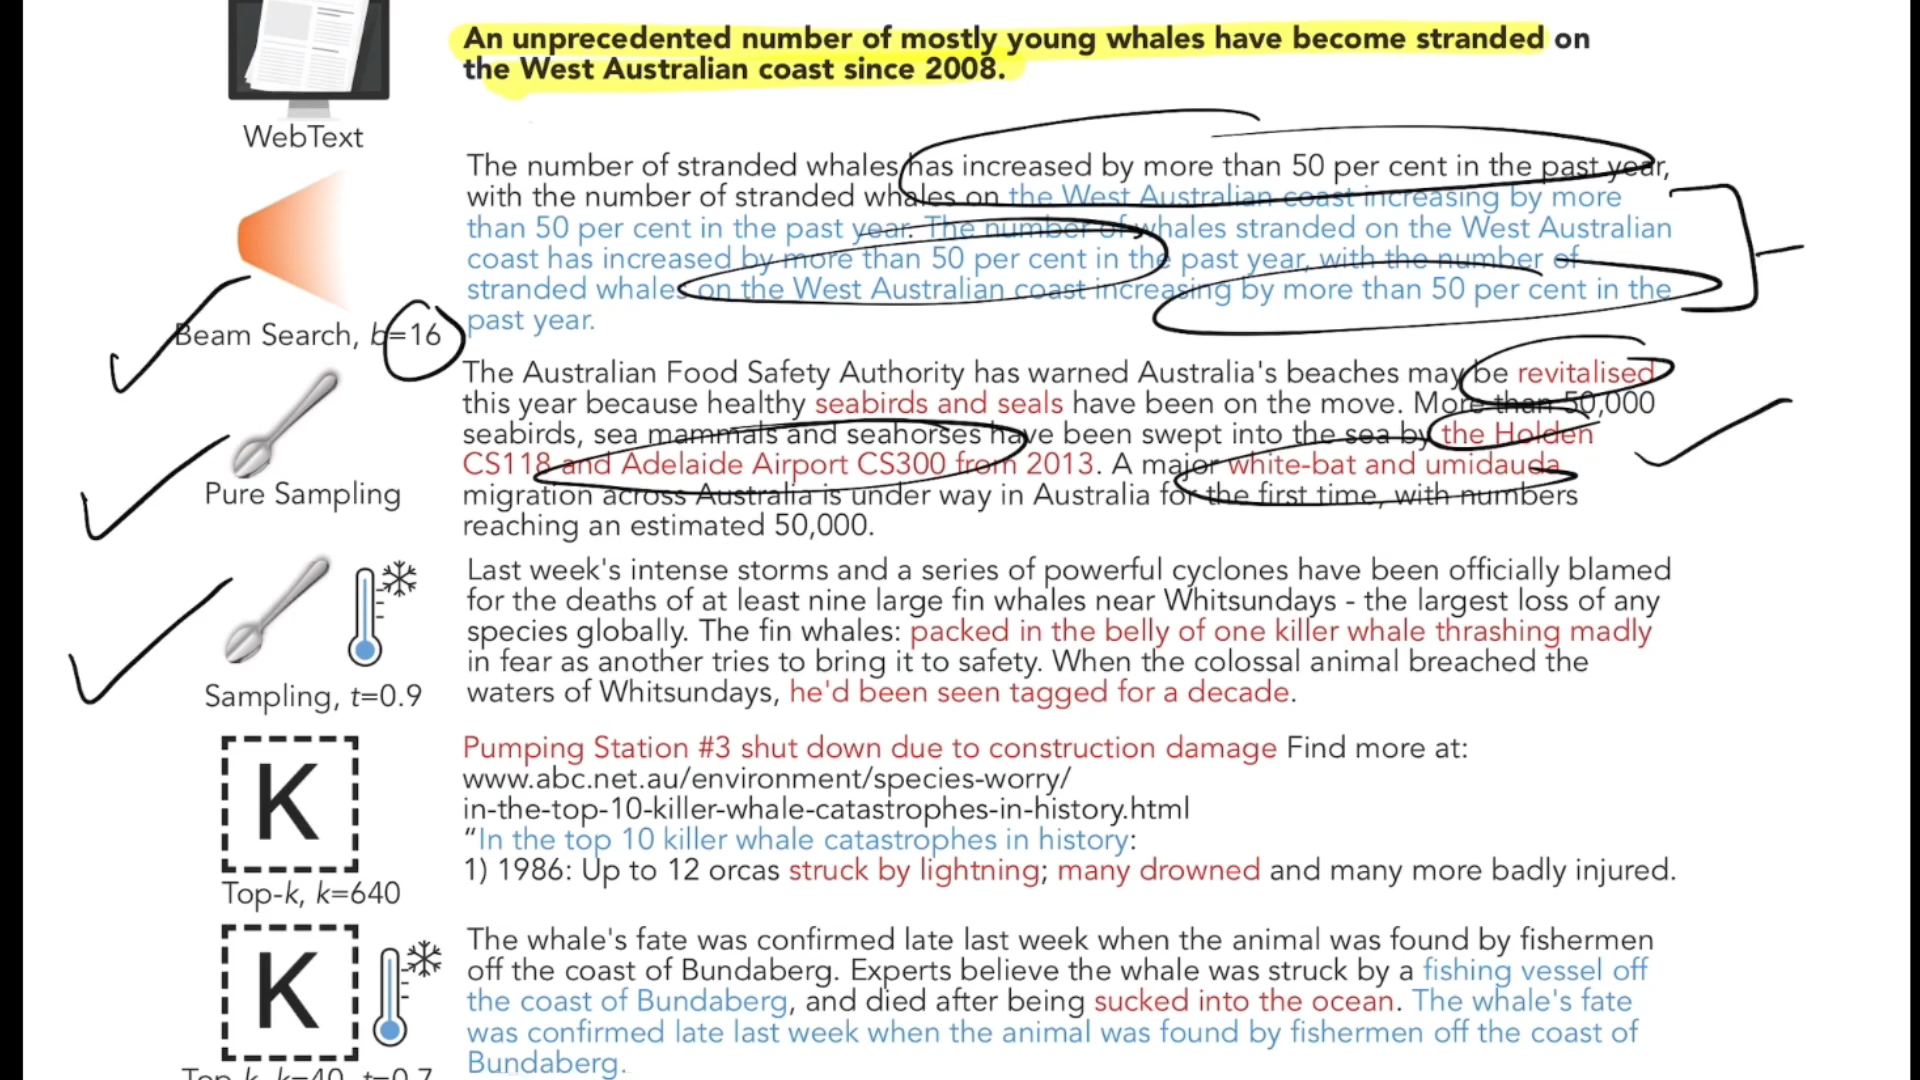 An unprecedented number of mostly young whales have become stranded on
the West Australian coast since 2008.
WebText
The number of stranded whales has increased by more than 50 per cent in the past year,
with the number of stranded whales on the West Australian coast increasing by more
than 50 per cent in the past year. The number of whales stranded on the West Australian
coast has increased by more than 50 per cent in the past year, with the number of
stranded whales on the West Australian coast increasing by more than 50 per cent in the
past year.
Beam Search, b=16
The Australian Food Safety Authority has warned Australia's beaches may be revitalised
this year because healthy seabirds and seals have been on the move. More than 50,000
seabirds, sea mammals and seahorses have been swept into the sea by the Holden
CS118 and Adelaide Airport CS300 from 2013. A major white-bat and umidauda
migration across Australia is under way in Australia for the first time, with numbers
reaching an estimated 50,000.
Pure Sampling
Last week's intense storms and a series of powerful cyclones have been officially blamed
for the deaths of at least nine large fin whales near Whitsundays - the largest loss of any
species globally. The fin whales: packed in the belly of one killer whale thrashing madly
in fear as another tries to bring it to safety. When the colossal animal breached the
waters of Whitsundays, he'd been seen tagged for a decade.
Sampling, t=0.9
Pumping Station #3 shut down due to construction damage Find more at:
www.abc.net.au/environment/species-worry/
in-the-top-10-killer-whale-catastrophes-in-history.html
“In the top 10 killer whale catastrophes in history:
1) 1986: Up to 12 orcas struck by lightning; many drowned and many more badly injured.
K
Top-k, k=640
The whale's fate was confirmed late last week when the animal was found by fishermen
off the coast of Bundaberg. Experts believe the whale was struck by a fishing vessel off
the coast of Bundaberg, and died after being sucked into the ocean. The whale's fate
was confirmed late last week when the animal was found by fishermen off the coast of
Bundaberg.
K
Top-k, k=40, t=0.7